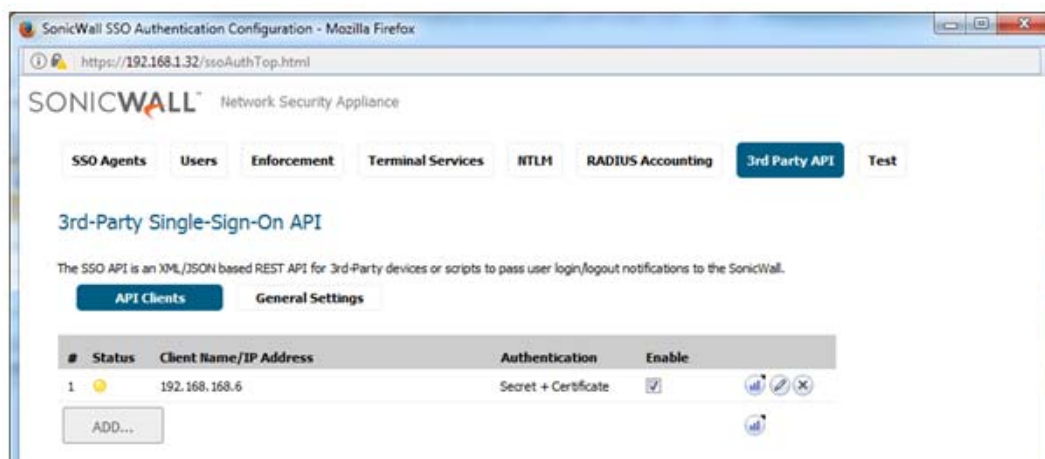 SonicWall SSO Authentication Configuration - Mozilla Firefox
https://192.168.1.32/ssoAuthTop.html
SONICWALL™ Network Security Appliance
SSO Agents Users Enforcement Terminal Services NTLM RADIUS Accounting 3rd Party API Test
3rd-Party Single-Sign-On API
The SSO API is an XML/JSON based REST API for 3rd-Party devices or scripts to pass user login/logout notifications to the SonicWall.
API Clients General Settings
# Status Client Name/IP Address Authentication Enable
1 192.168.168.6 Secret + Certificate
ADD...